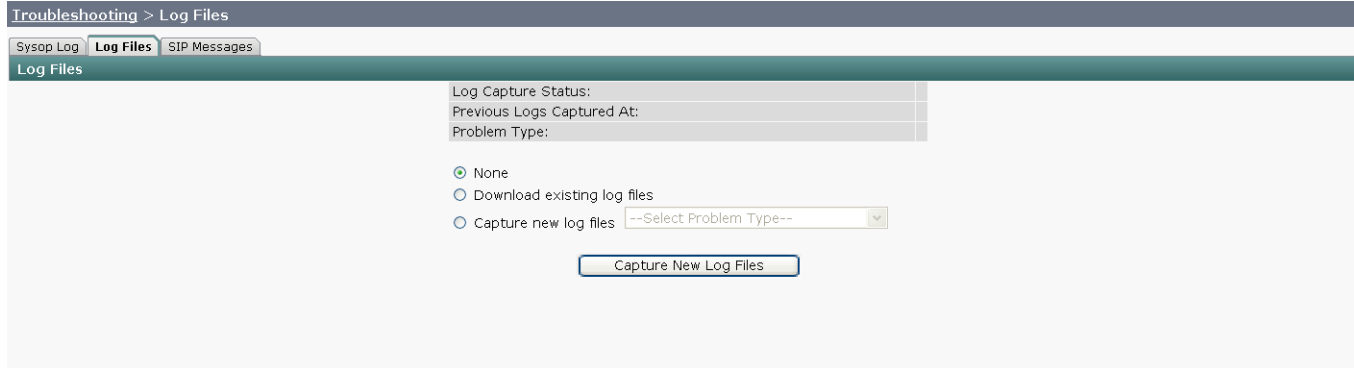 Troubleshooting > Log Files
Sysop Log Log Files SIP Messages
Log Files
Log Capture Status:
Previous Logs Captured At:
Problem Type:
None
Download existing log files
Capture new log files --Select Problem Type--
Capture New Log Files